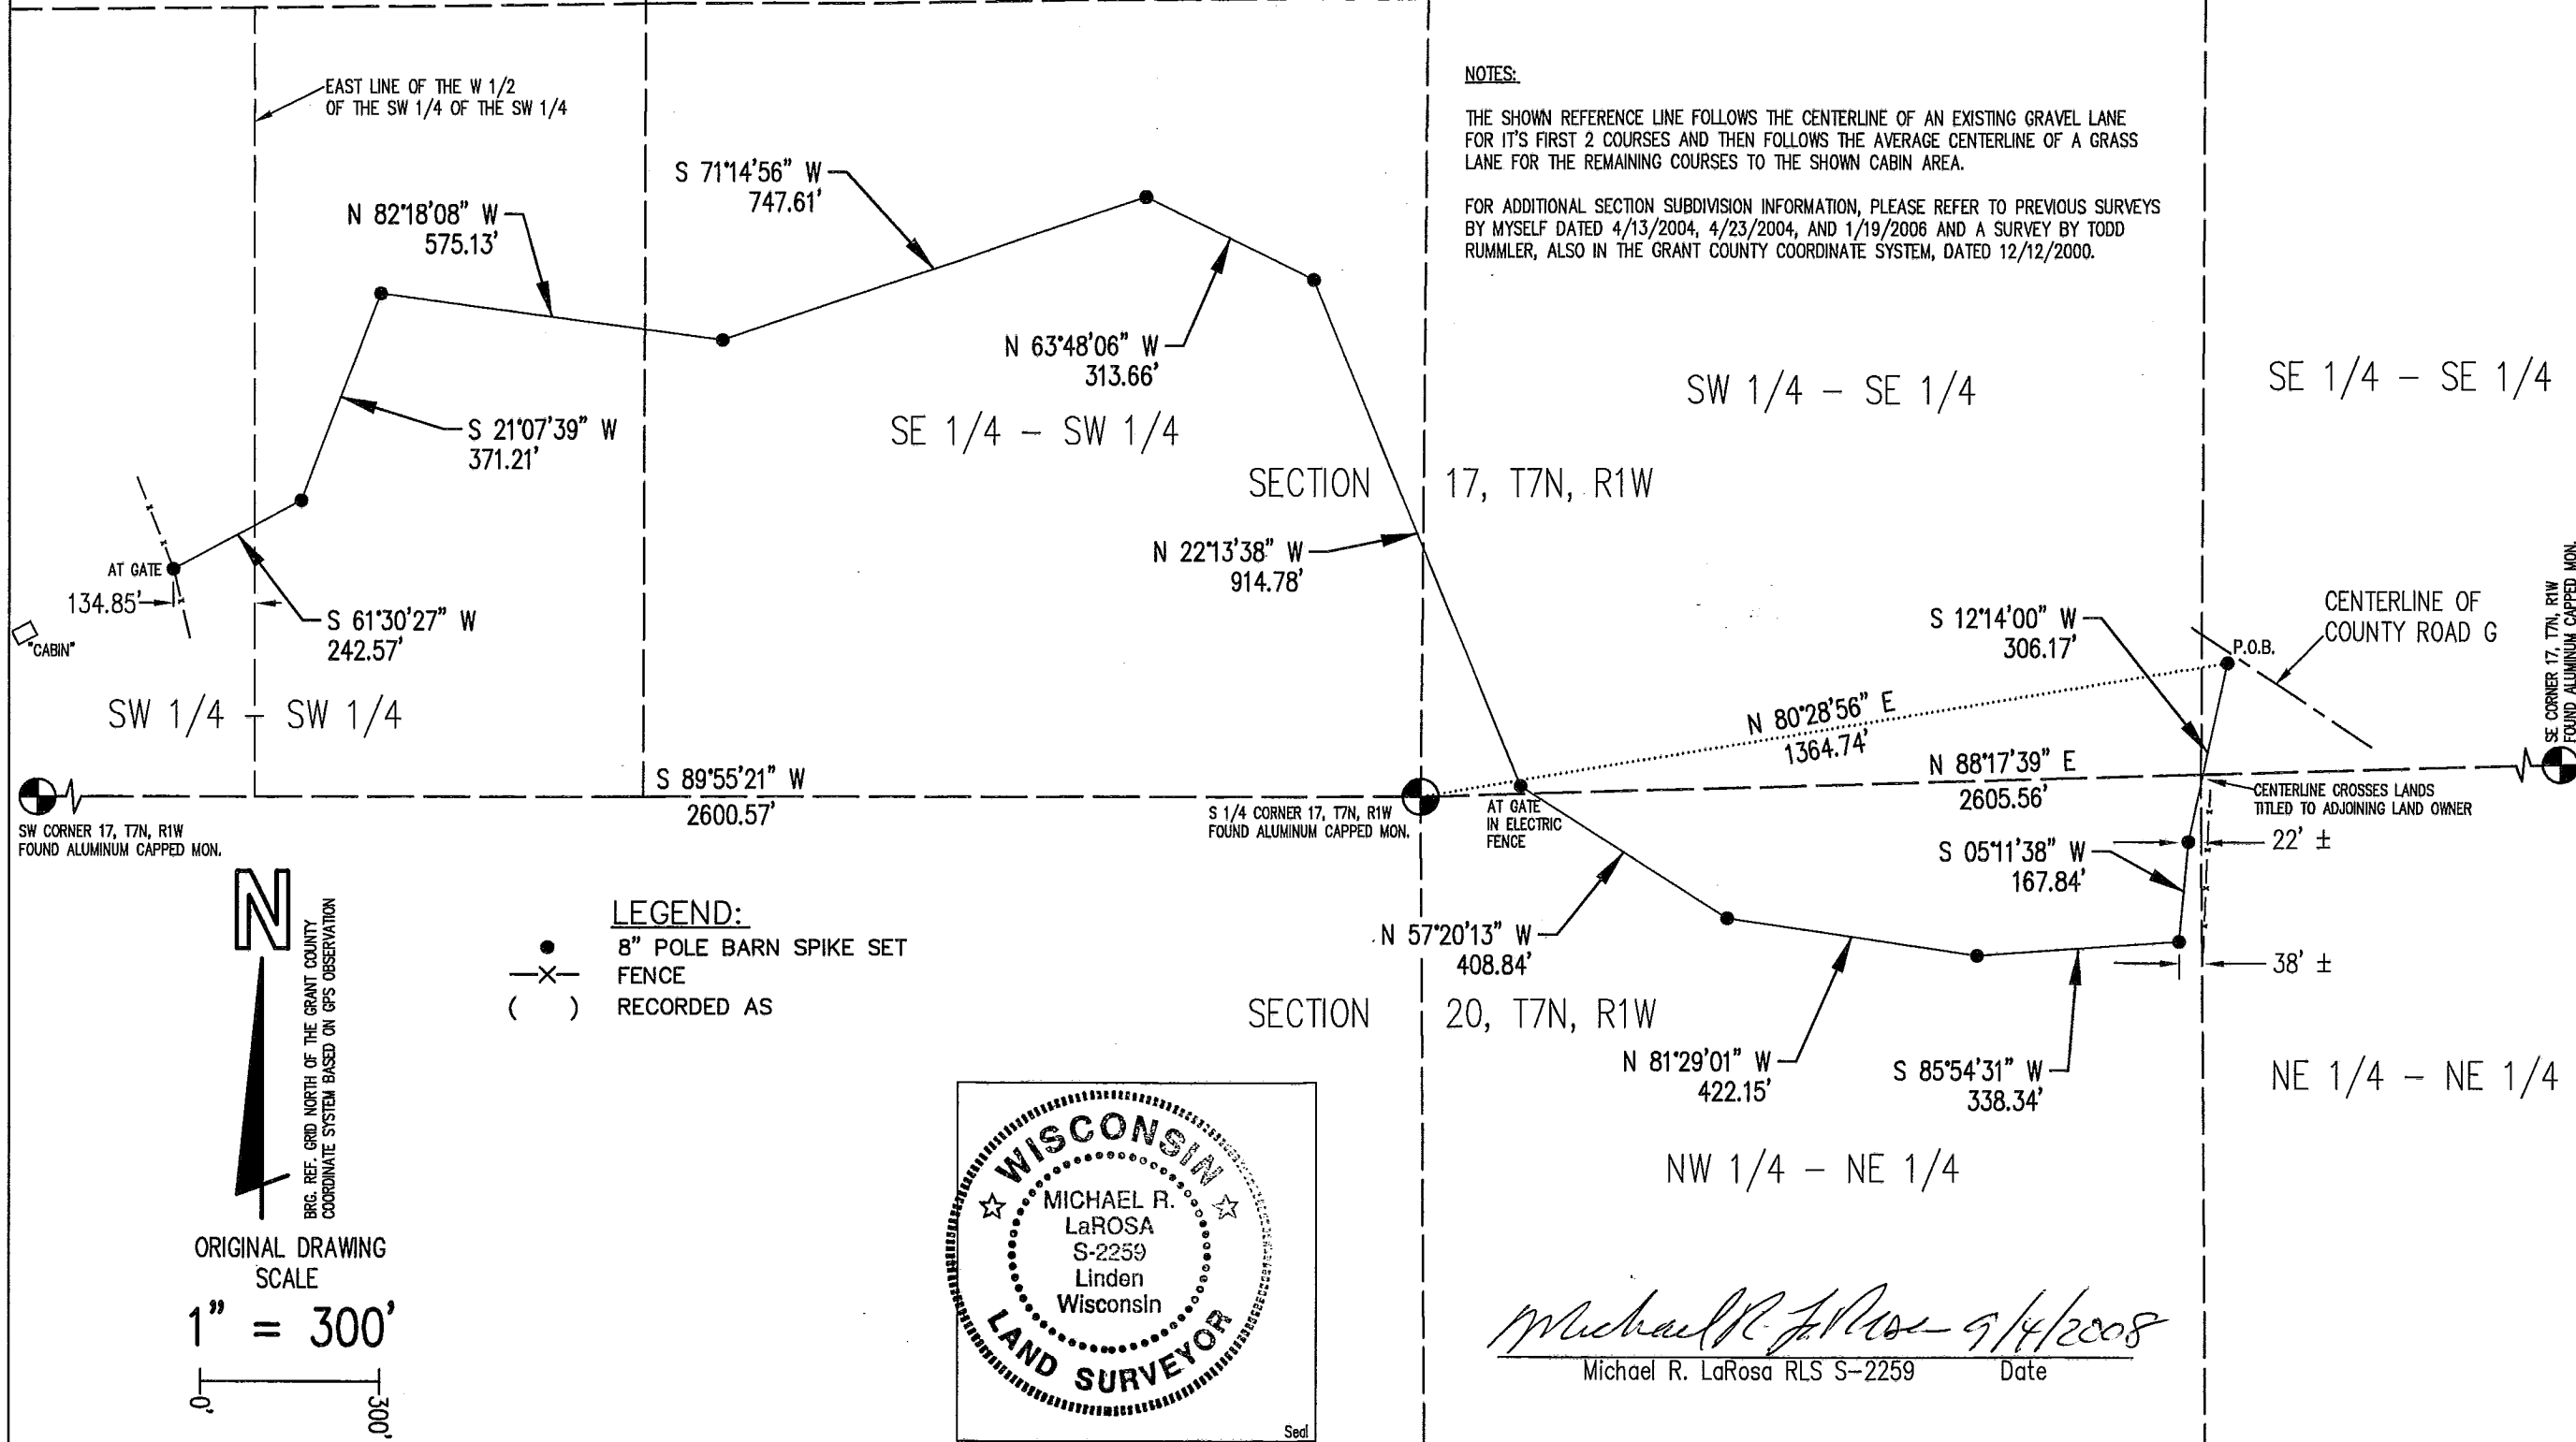 EAST LINE OF THE W 1/2
OF THE SW 1/4 OF THE SW 1/4
NOTES:
THE SHOWN REFERENCE LINE FOLLOWS THE CENTERLINE OF AN EXISTING GRAVEL LANE
FOR IT'S FIRST 2 COURSES AND THEN FOLLOWS THE AVERAGE CENTERLINE OF A GRASS
LANE FOR THE REMAINING COURSES TO THE SHOWN CABIN AREA.
FOR ADDITIONAL SECTION SUBDIVISION INFORMATION, PLEASE REFER TO PREVIOUS SURVEYS
BY MYSELF DATED 4/13/2004, 4/23/2004, AND 1/19/2006 AND A SURVEY BY TODD
RUMMLER, ALSO IN THE GRANT COUNTY COORDINATE SYSTEM, DATED 12/12/2000.
N 82°18'08" W
575.13'
S 71°14'56" W
747.61'
N 63°48'06" W
313.66'
S 21°07'39" W
371.21'
SE 1/4 - SW 1/4
SW 1/4 - SE 1/4
SE 1/4 - SE 1/4
SECTION 17, T7N, R1W
N 22°13'38" W
914.78'
AT GATE
134.85'
"CABIN"
S 61°30'27" W
242.57'
SW 1/4 - SW 1/4
S 12°14'00" W
306.17'
P.O.B.
CENTERLINE OF
COUNTY ROAD G
SE CORNER 17, T7N, R1W
FOUND ALUMINUM CAPPED MON.
N 80°28'56" E
1364.74'
N 88°17'39" E
2605.56'
S 89°55'21" W
2600.57'
SW CORNER 17, T7N, R1W
FOUND ALUMINUM CAPPED MON.
S 1/4 CORNER 17, T7N, R1W
FOUND ALUMINUM CAPPED MON.
AT GATE
IN ELECTRIC
FENCE
CENTERLINE CROSSES LANDS
TITLED TO ADJOINING LAND OWNER
22' ±
S 05°11'38" W
167.84'
38' ±
N 57°20'13" W
408.84'
N 81°29'01" W
422.15'
S 85°54'31" W
338.34'
SECTION 20, T7N, R1W
NW 1/4 - NE 1/4
NE 1/4 - NE 1/4
N
BRG. REF. GRID NORTH OF THE GRANT COUNTY
COORDINATE SYSTEM BASED ON GPS OBSERVATION
LEGEND:
8" POLE BARN SPIKE SET
—X— FENCE
( ) RECORDED AS
ORIGINAL DRAWING
SCALE
1" = 300'
0' 300'
WISCONSIN
MICHAEL R.
LaROSA
S-2259
Linden
Wisconsin
LAND SURVEYOR
Seal
Michael R. LaRosa 9/4/2008
Michael R. LaRosa RLS S-2259 Date